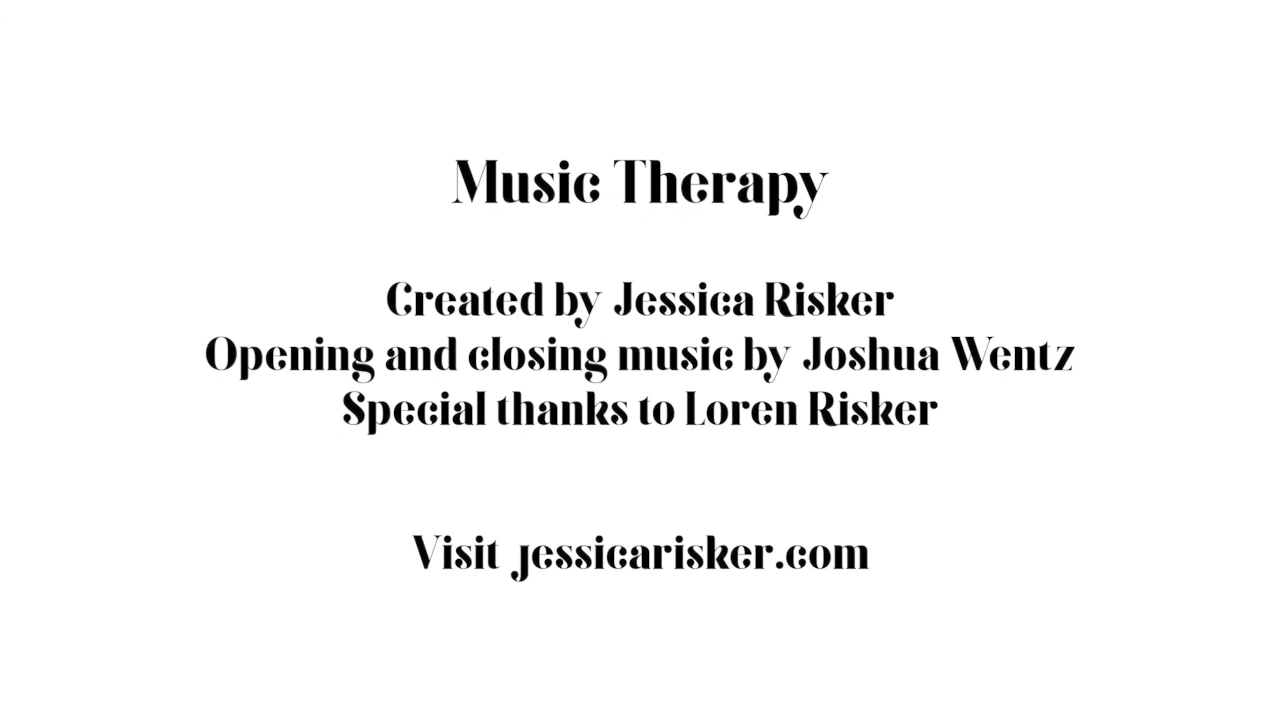 Music Therapy
Created by Jessica Risker
Opening and closing music by Joshua Wentz
Special thanks to Loren Risker
Visit jessicarisker.com